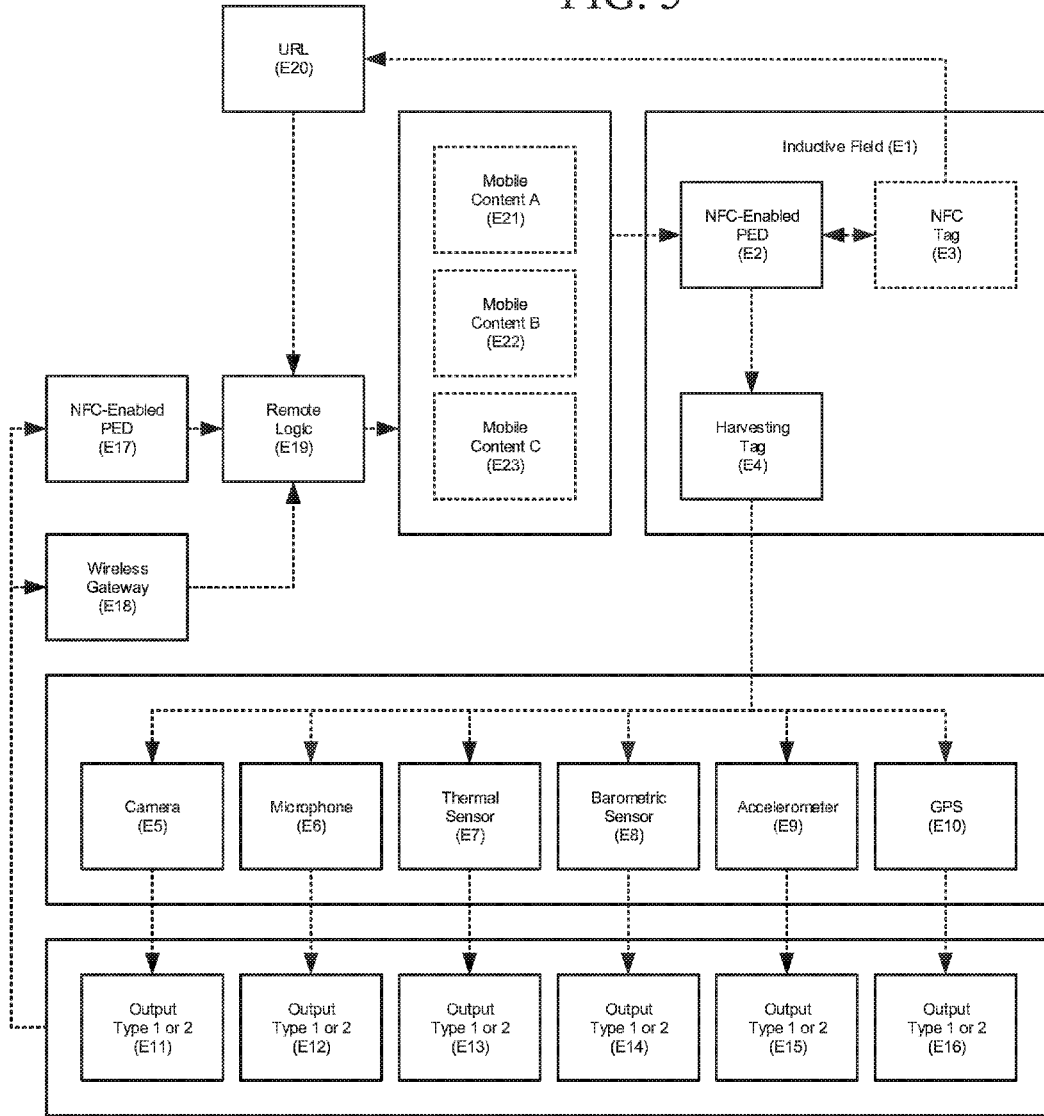 FIG. 5
URL
(E20)
Inductive Field (E1)
Mobile
Content A
(E21)
NFC-Enabled
PED
(E2)
NFC
Tag
(E3)
Mobile
Content B
(E22)
NFC-Enabled
PED
(E17)
Remote
Logic
(E19)
Mobile
Content C
(E23)
Harvesting
Tag
(E4)
Wireless
Gateway
(E18)
Camera
(E5)
Microphone
(E6)
Thermal
Sensor
(E7)
Barometric
Sensor
(E8)
Accelerometer
(E9)
GPS
(E10)
Output
Type 1 or 2
(E11)
Output
Type 1 or 2
(E12)
Output
Type 1 or 2
(E13)
Output
Type 1 or 2
(E14)
Output
Type 1 or 2
(E15)
Output
Type 1 or 2
(E16)